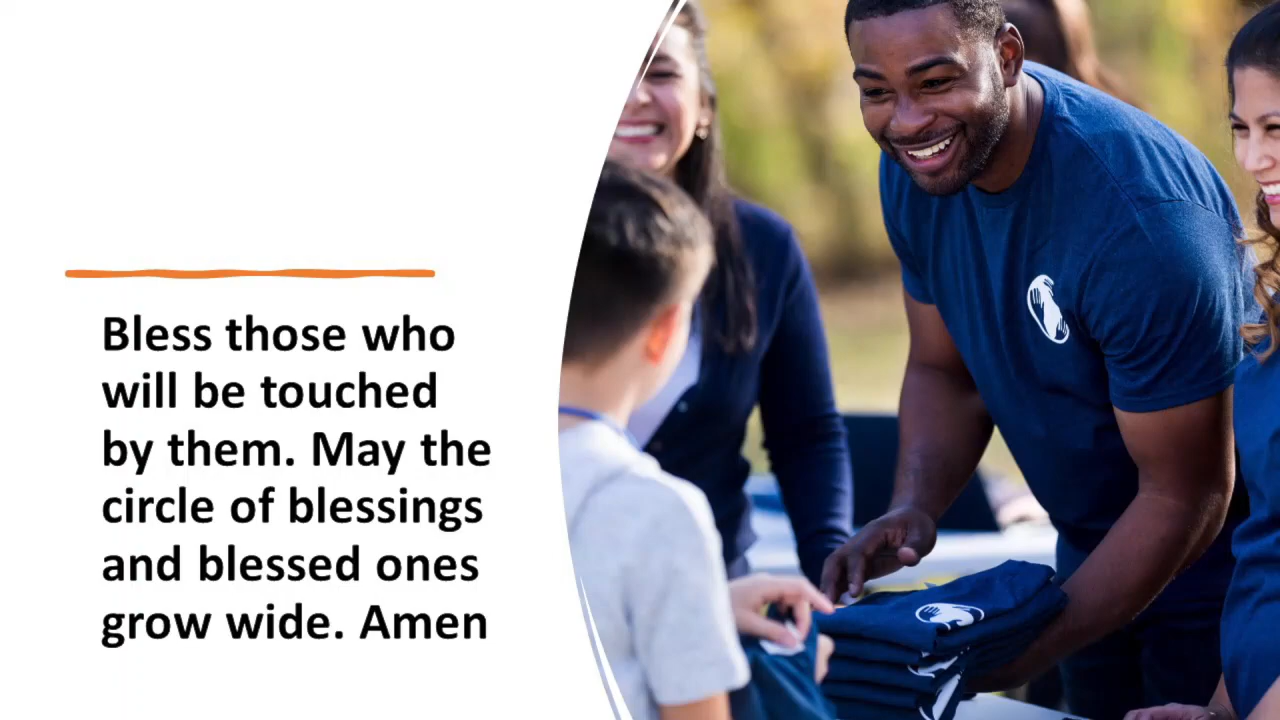 Bless those who
will be touched
by them. May the
circle of blessings
and blessed ones
grow wide. Amen